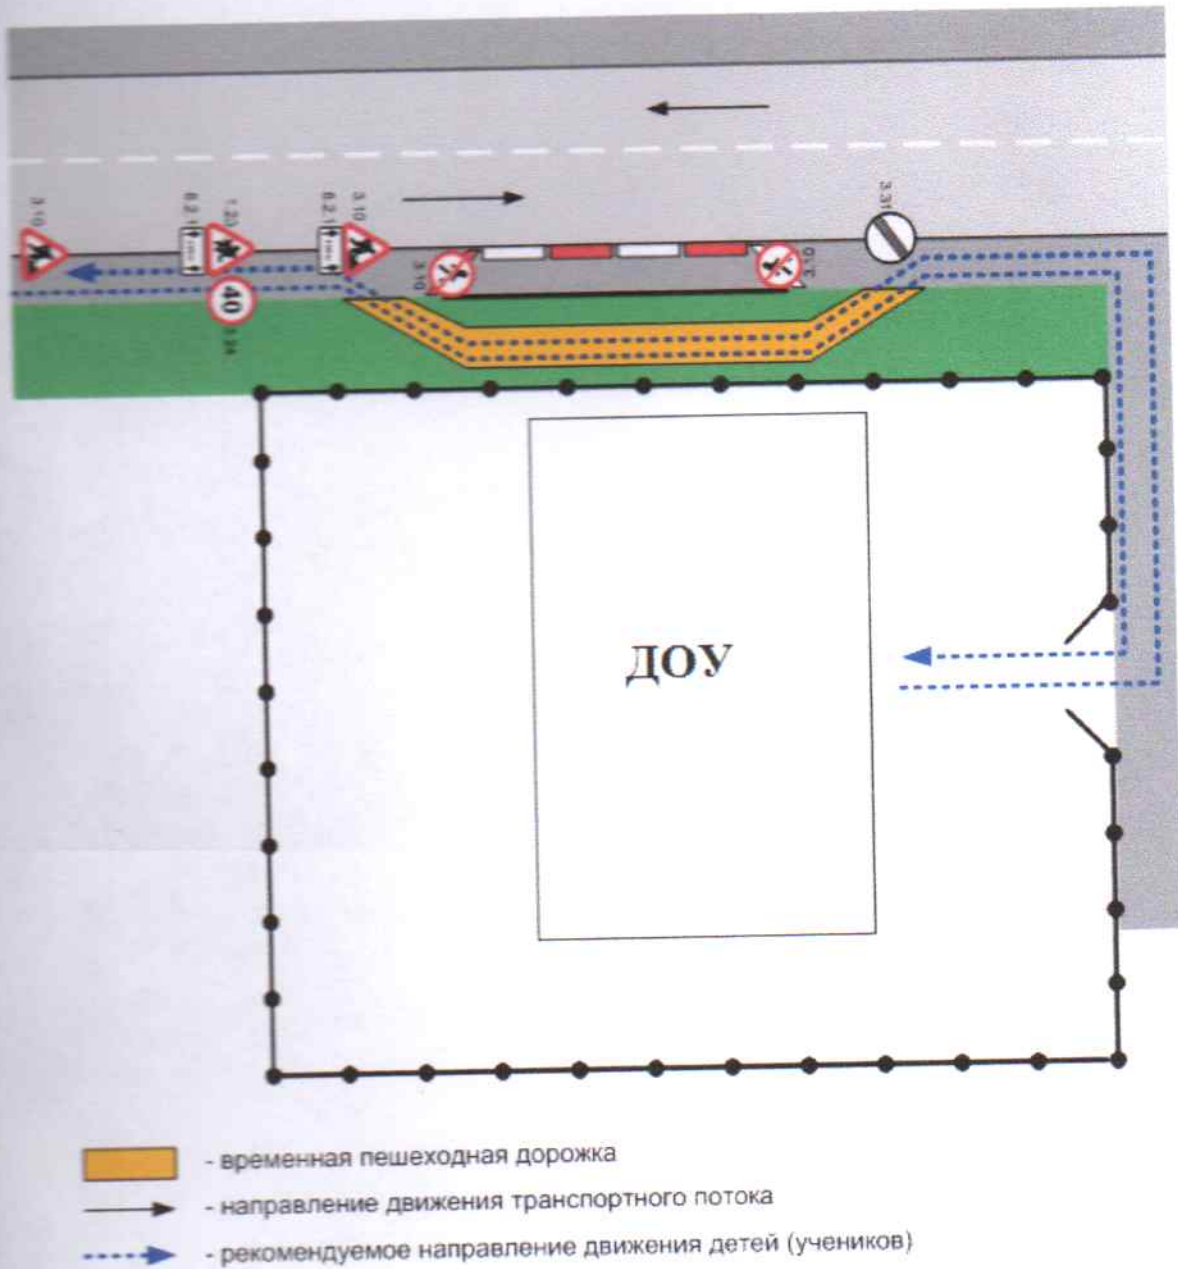 3.10
8.2.1
1.23
8.2.1
3.10
3.31
40
3.24
3.10
ДОУ
- временная пешеходная дорожка
- направление движения транспортного потока
- рекомендуемое направление движения детей (учеников)